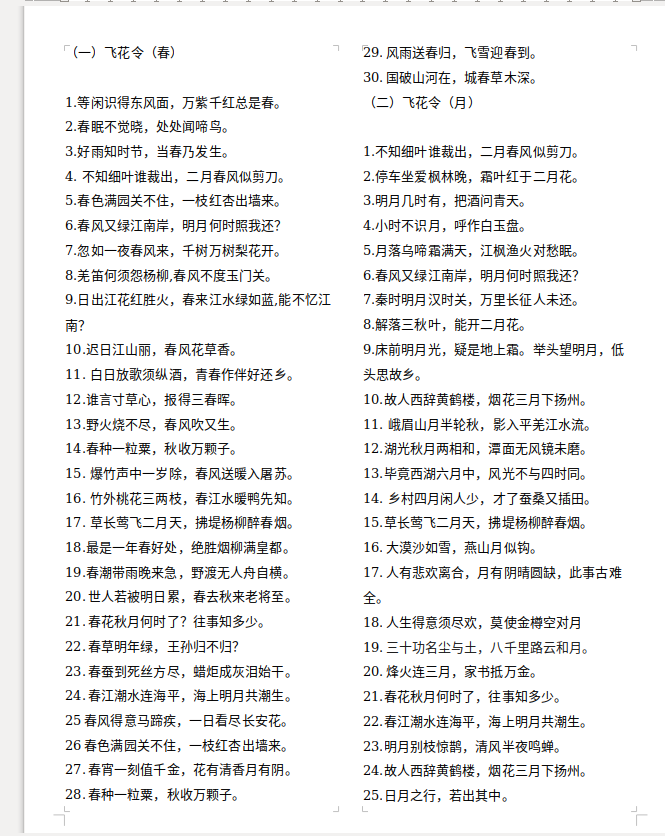 （一）飞花令（春）
1.等闲识得东风面，万紫千红总是春。
2.春眠不觉晓，处处闻啼鸟。
3.好雨知时节，当春乃发生。
4. 不知细叶谁裁出，二月春风似剪刀。
5.春色满园关不住，一枝红杏出墙来。
6.春风又绿江南岸，明月何时照我还？
7.忽如一夜春风来，千树万树梨花开。
8.羌笛何须怨杨柳,春风不度玉门关。
9.日出江花红胜火，春来江水绿如蓝,能不忆江
南？
10.迟日江山丽，春风花草香。
11. 白日放歌须纵酒，青春作伴好还乡。
12.谁言寸草心，报得三春晖。
13.野火烧不尽，春风吹又生。
14.春种一粒粟，秋收万颗子。
15. 爆竹声中一岁除，春风送暖入屠苏。
16. 竹外桃花三两枝，春江水暖鸭先知。
17. 草长莺飞二月天，拂堤杨柳醉春烟。
18.最是一年春好处，绝胜烟柳满皇都。
19.春潮带雨晚来急，野渡无人舟自横。
20. 世人若被明日累，春去秋来老将至。
21. 春花秋月何时了？往事知多少。
22. 春草明年绿，王孙归不归？
23. 春蚕到死丝方尽，蜡炬成灰泪始干。
24. 春江潮水连海平，海上明月共潮生。
25 春风得意马蹄疾，一日看尽长安花。
26 春色满园关不住，一枝红杏出墙来。
27. 春宵一刻值千金，花有清香月有阴。
28. 春种一粒粟，秋收万颗子。
29. 风雨送春归，飞雪迎春到。
30. 国破山河在，城春草木深。
（二）飞花令（月）
1.不知细叶谁裁出，二月春风似剪刀。
2.停车坐爱枫林晚，霜叶红于二月花。
3.明月几时有，把酒问青天。
4.小时不识月，呼作白玉盘。
5.月落乌啼霜满天，江枫渔火对愁眠。
6.春风又绿江南岸，明月何时照我还？
7.秦时明月汉时关，万里长征人未还。
8.解落三秋叶，能开二月花。
9.床前明月光，疑是地上霜。举头望明月，低
头思故乡。
10.故人西辞黄鹤楼，烟花三月下扬州。
11. 峨眉山月半轮秋，影入平羌江水流。
12.湖光秋月两相和，潭面无风镜未磨。
13.毕竟西湖六月中，风光不与四时同。
14. 乡村四月闲人少，才了蚕桑又插田。
15.草长莺飞二月天，拂堤杨柳醉春烟。
16. 大漠沙如雪，燕山月似钩。
17. 人有悲欢离合，月有阴晴圆缺，此事古难
全。
18. 人生得意须尽欢，莫使金樽空对月
19. 三十功名尘与土，八千里路云和月。
20. 烽火连三月，家书抵万金。
21.春花秋月何时了，往事知多少。
22.春江潮水连海平，海上明月共潮生。
23.明月别枝惊鹊，清风半夜鸣蝉。
24.故人西辞黄鹤楼，烟花三月下扬州。
25.日月之行，若出其中。